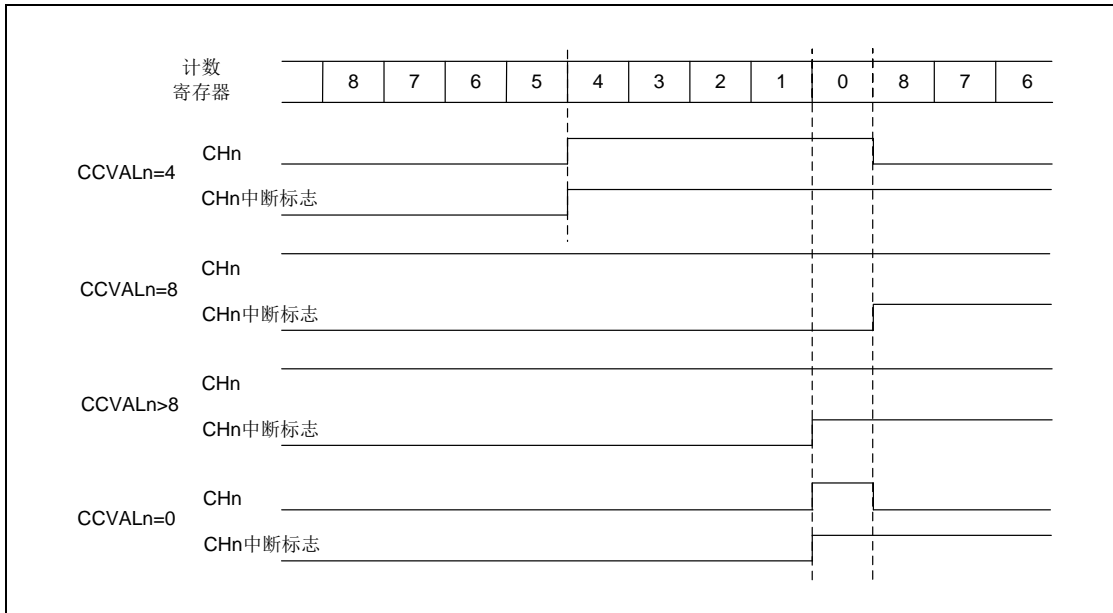 计数
寄存器
8 7 6 5 4 3 2 1 0 8 7 6
CCVALn=4
CHn
CHn中断标志
CCVALn=8
CHn
CHn中断标志
CCVALn>8
CHn
CHn中断标志
CCVALn=0
CHn
CHn中断标志